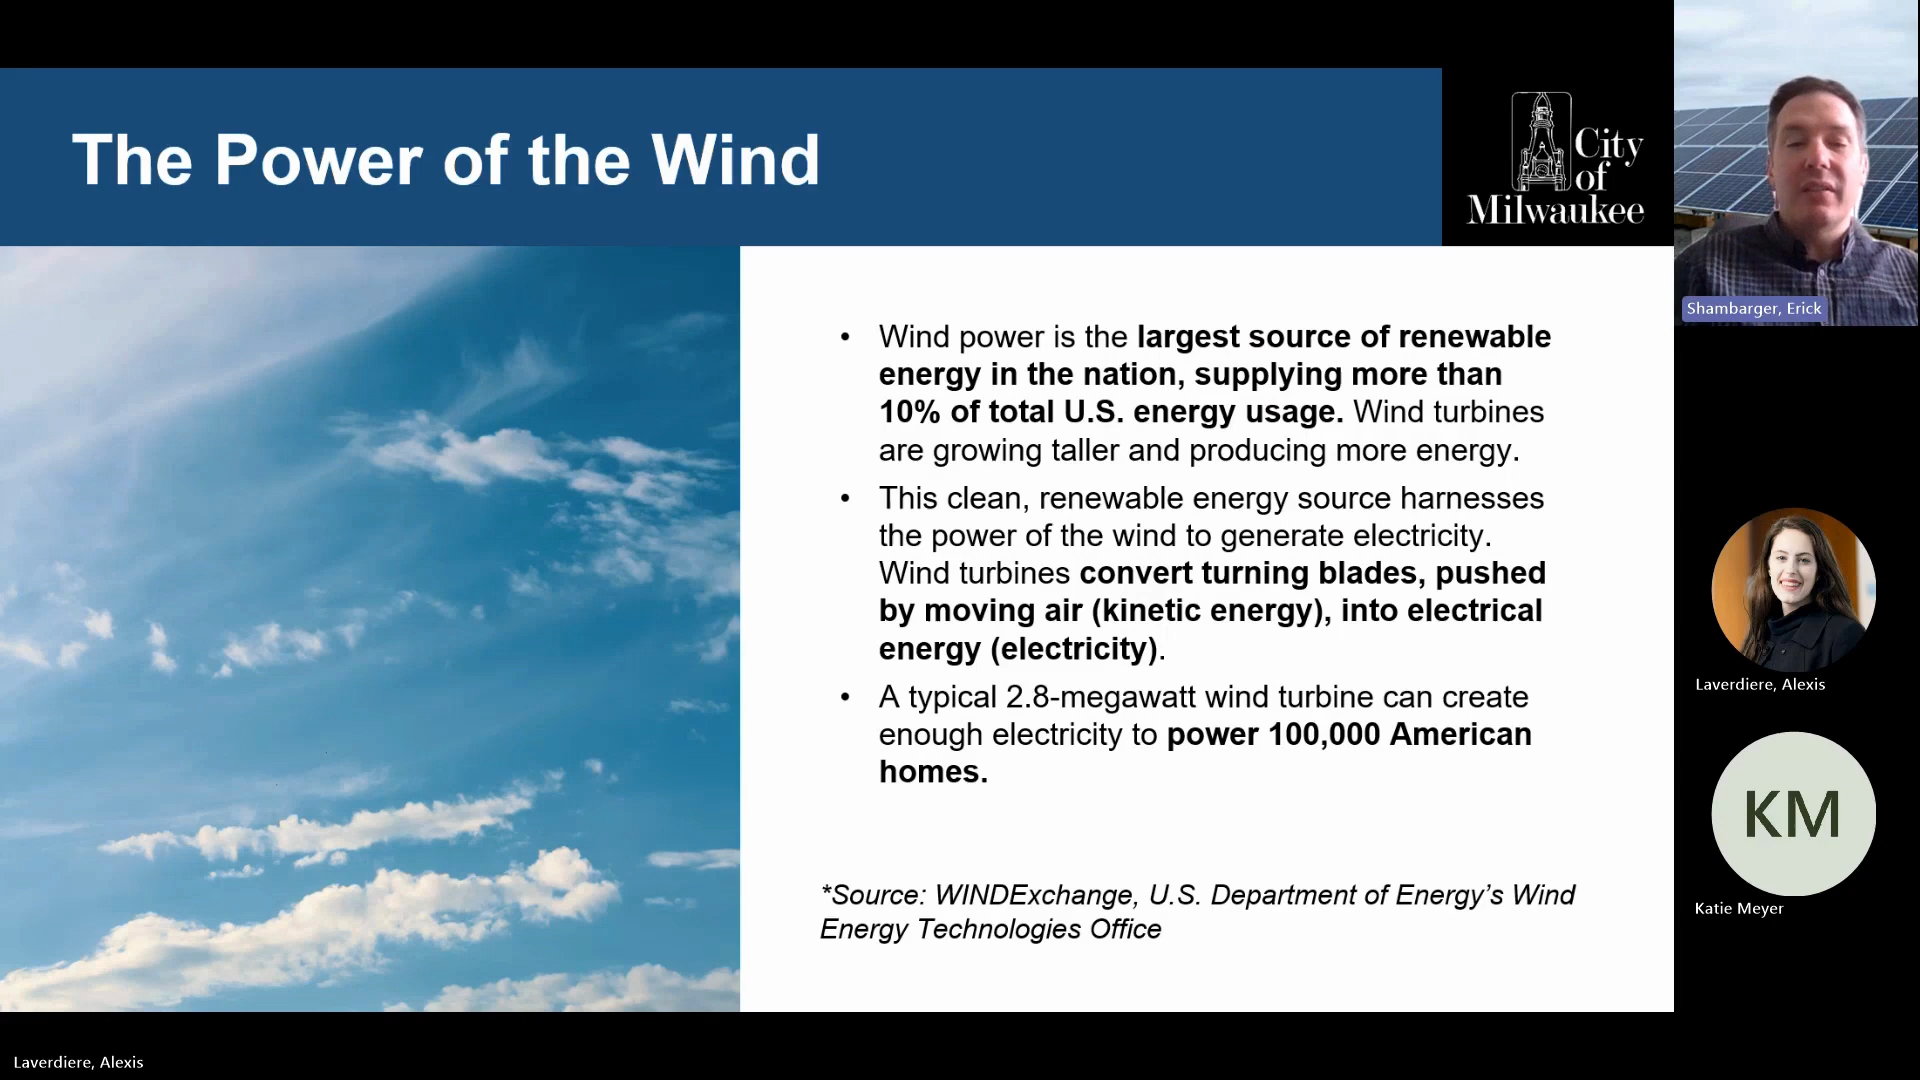 The Power of the Wind
City
of
Milwaukee
Shambarger, Erick
• Wind power is the largest source of renewable
energy in the nation, supplying more than
10% of total U.S. energy usage. Wind turbines
are growing taller and producing more energy.
• This clean, renewable energy source harnesses
the power of the wind to generate electricity.
Wind turbines convert turning blades, pushed
by moving air (kinetic energy), into electrical
energy (electricity).
• A typical 2.8-megawatt wind turbine can create
enough electricity to power 100,000 American
homes.
*Source: WINDExchange, U.S. Department of Energy’s Wind
Energy Technologies Office
Laverdiere, Alexis
KM
Katie Meyer
Laverdiere, Alexis